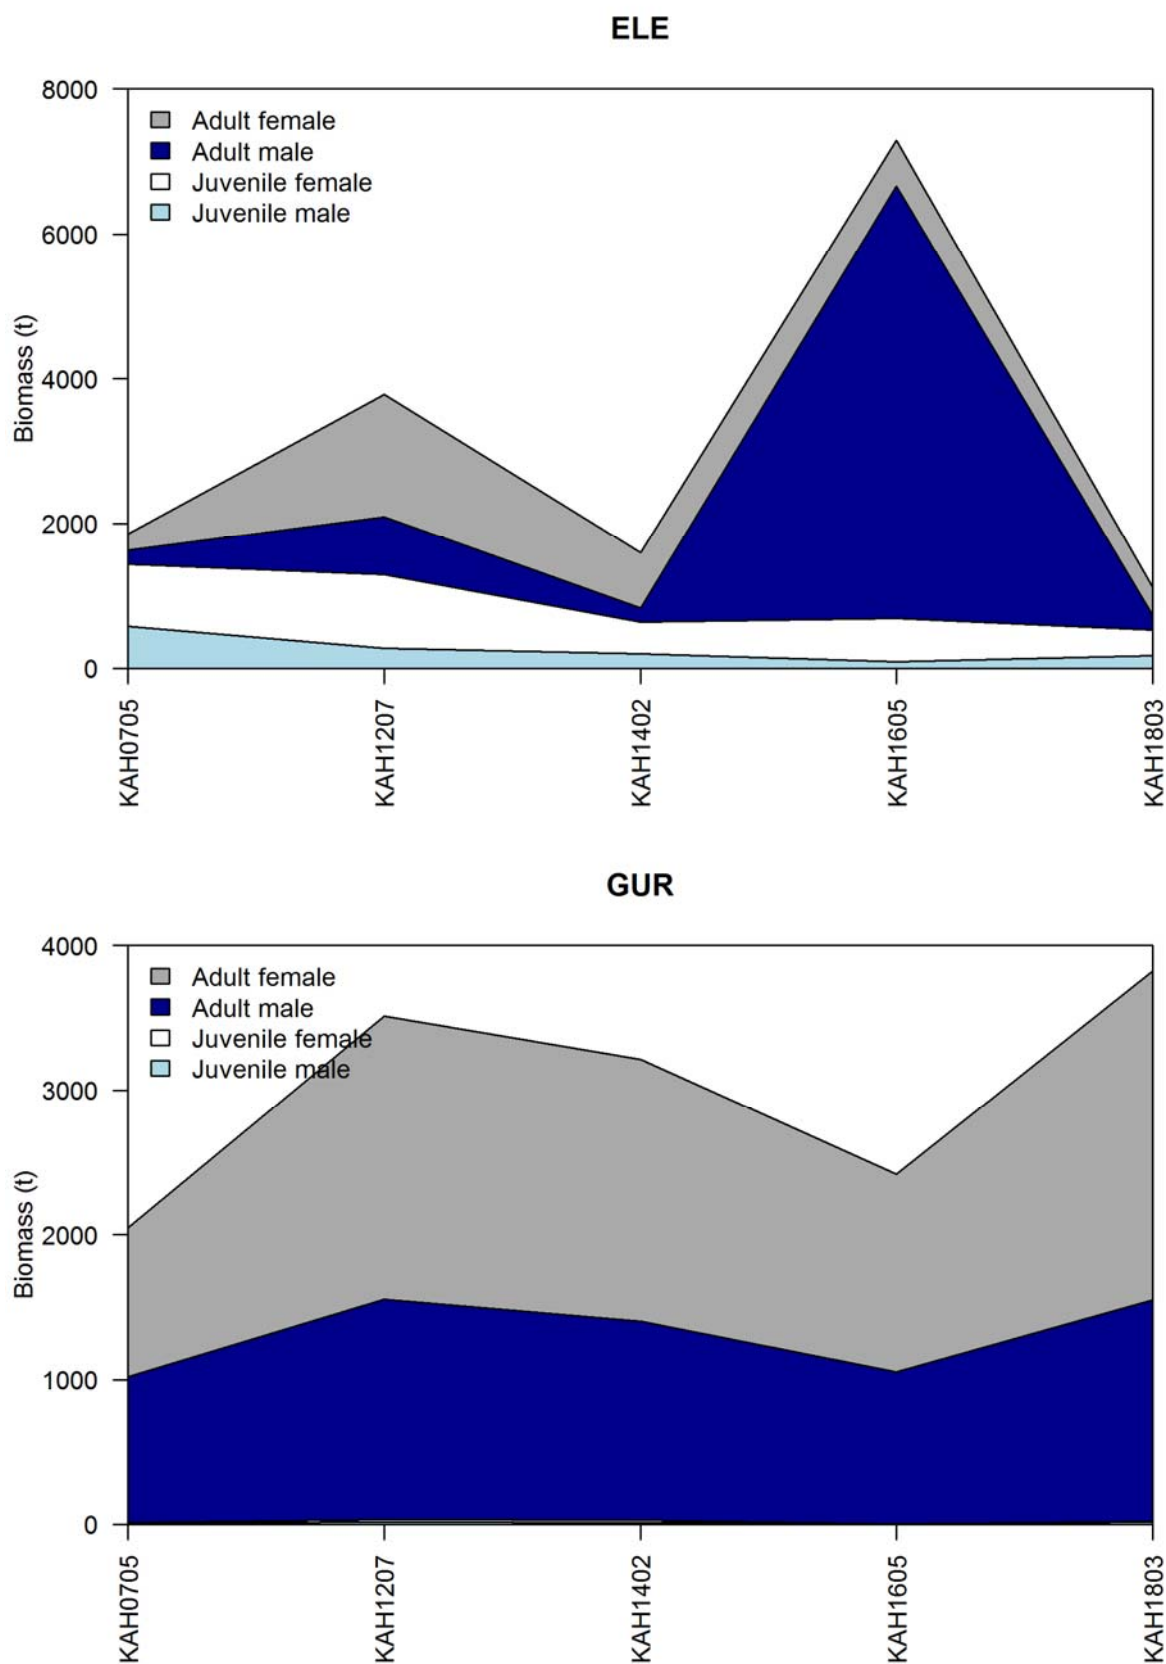 ELE
8000
6000
4000
2000
0
Biomass (t)
Adult female
Adult male
Juvenile female
Juvenile male
KAH0705
KAH1207
KAH1402
KAH1605
KAH1803
GUR
4000
3000
2000
1000
0
Biomass (t)
Adult female
Adult male
Juvenile female
Juvenile male
KAH0705
KAH1207
KAH1402
KAH1605
KAH1803